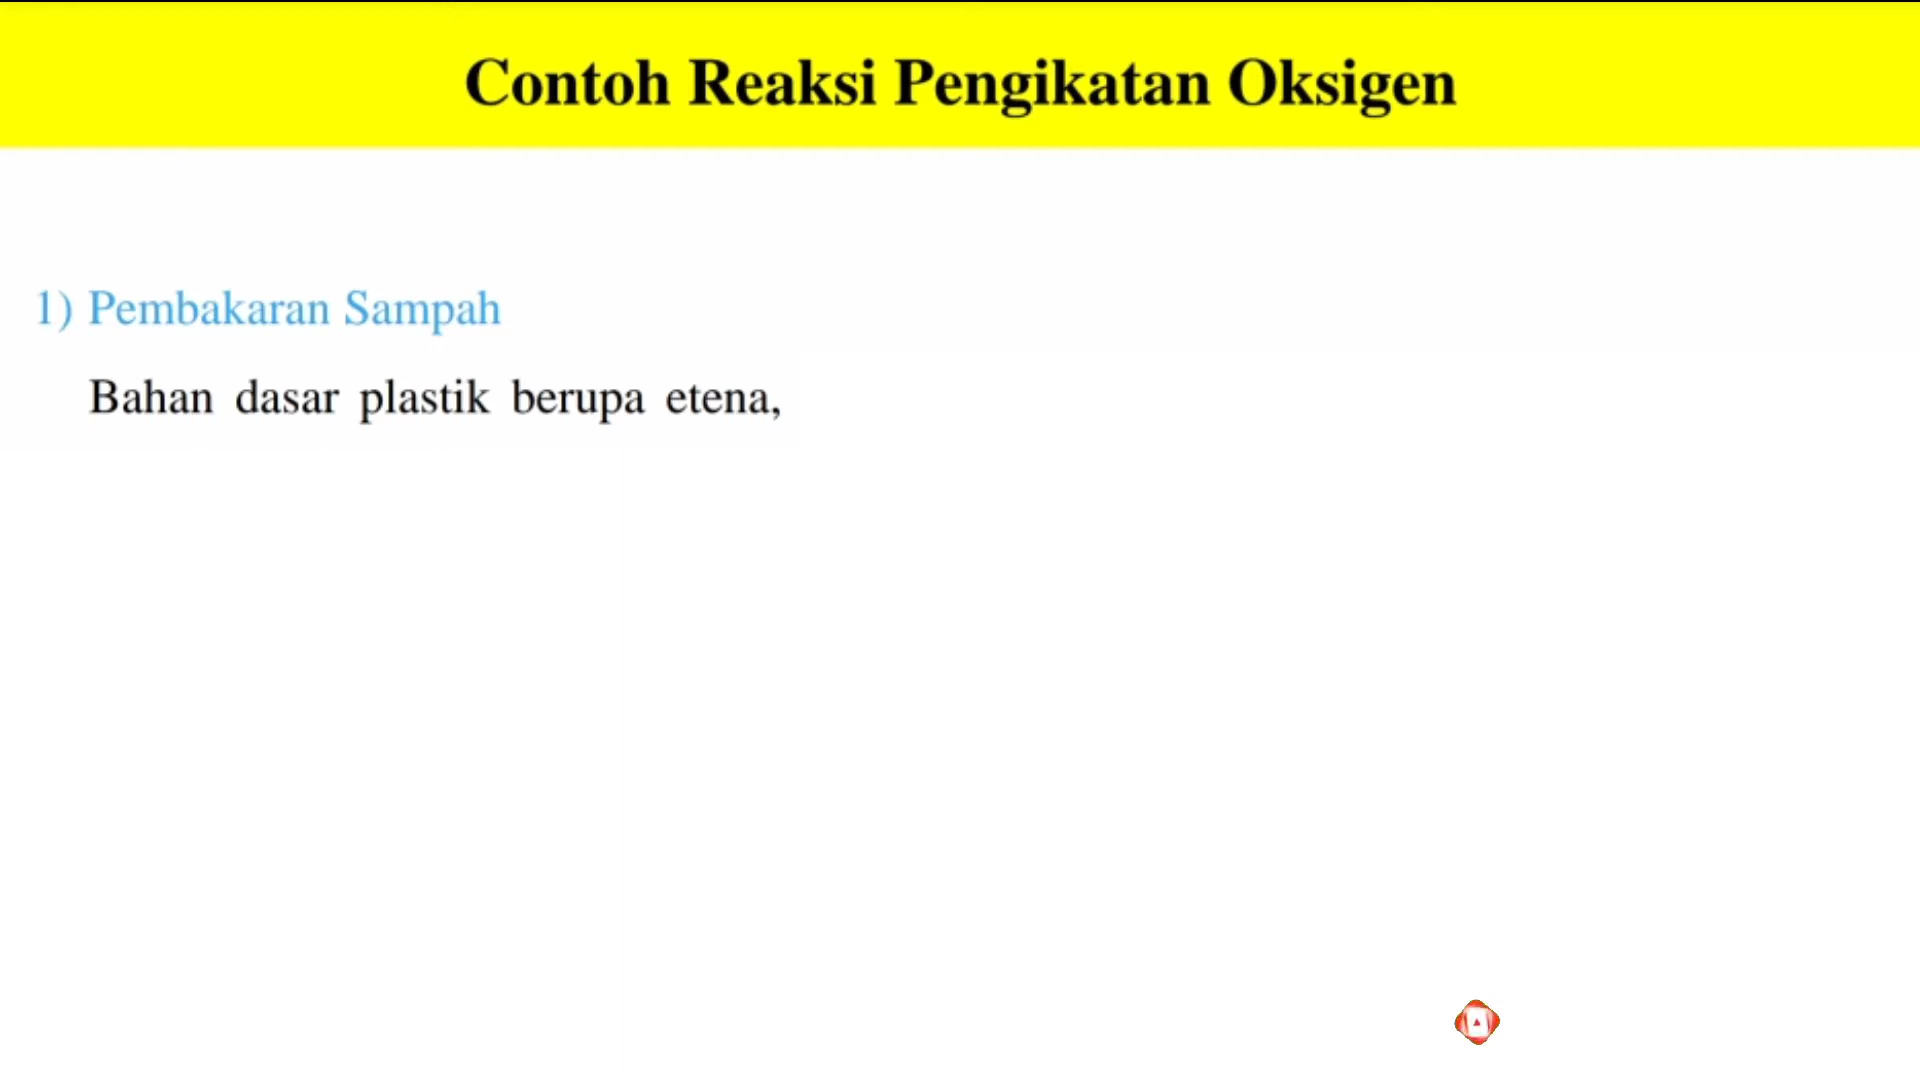 Contoh Reaksi Pengikatan Oksigen
1) Pembakaran Sampah
Bahan dasar plastik berupa etena,